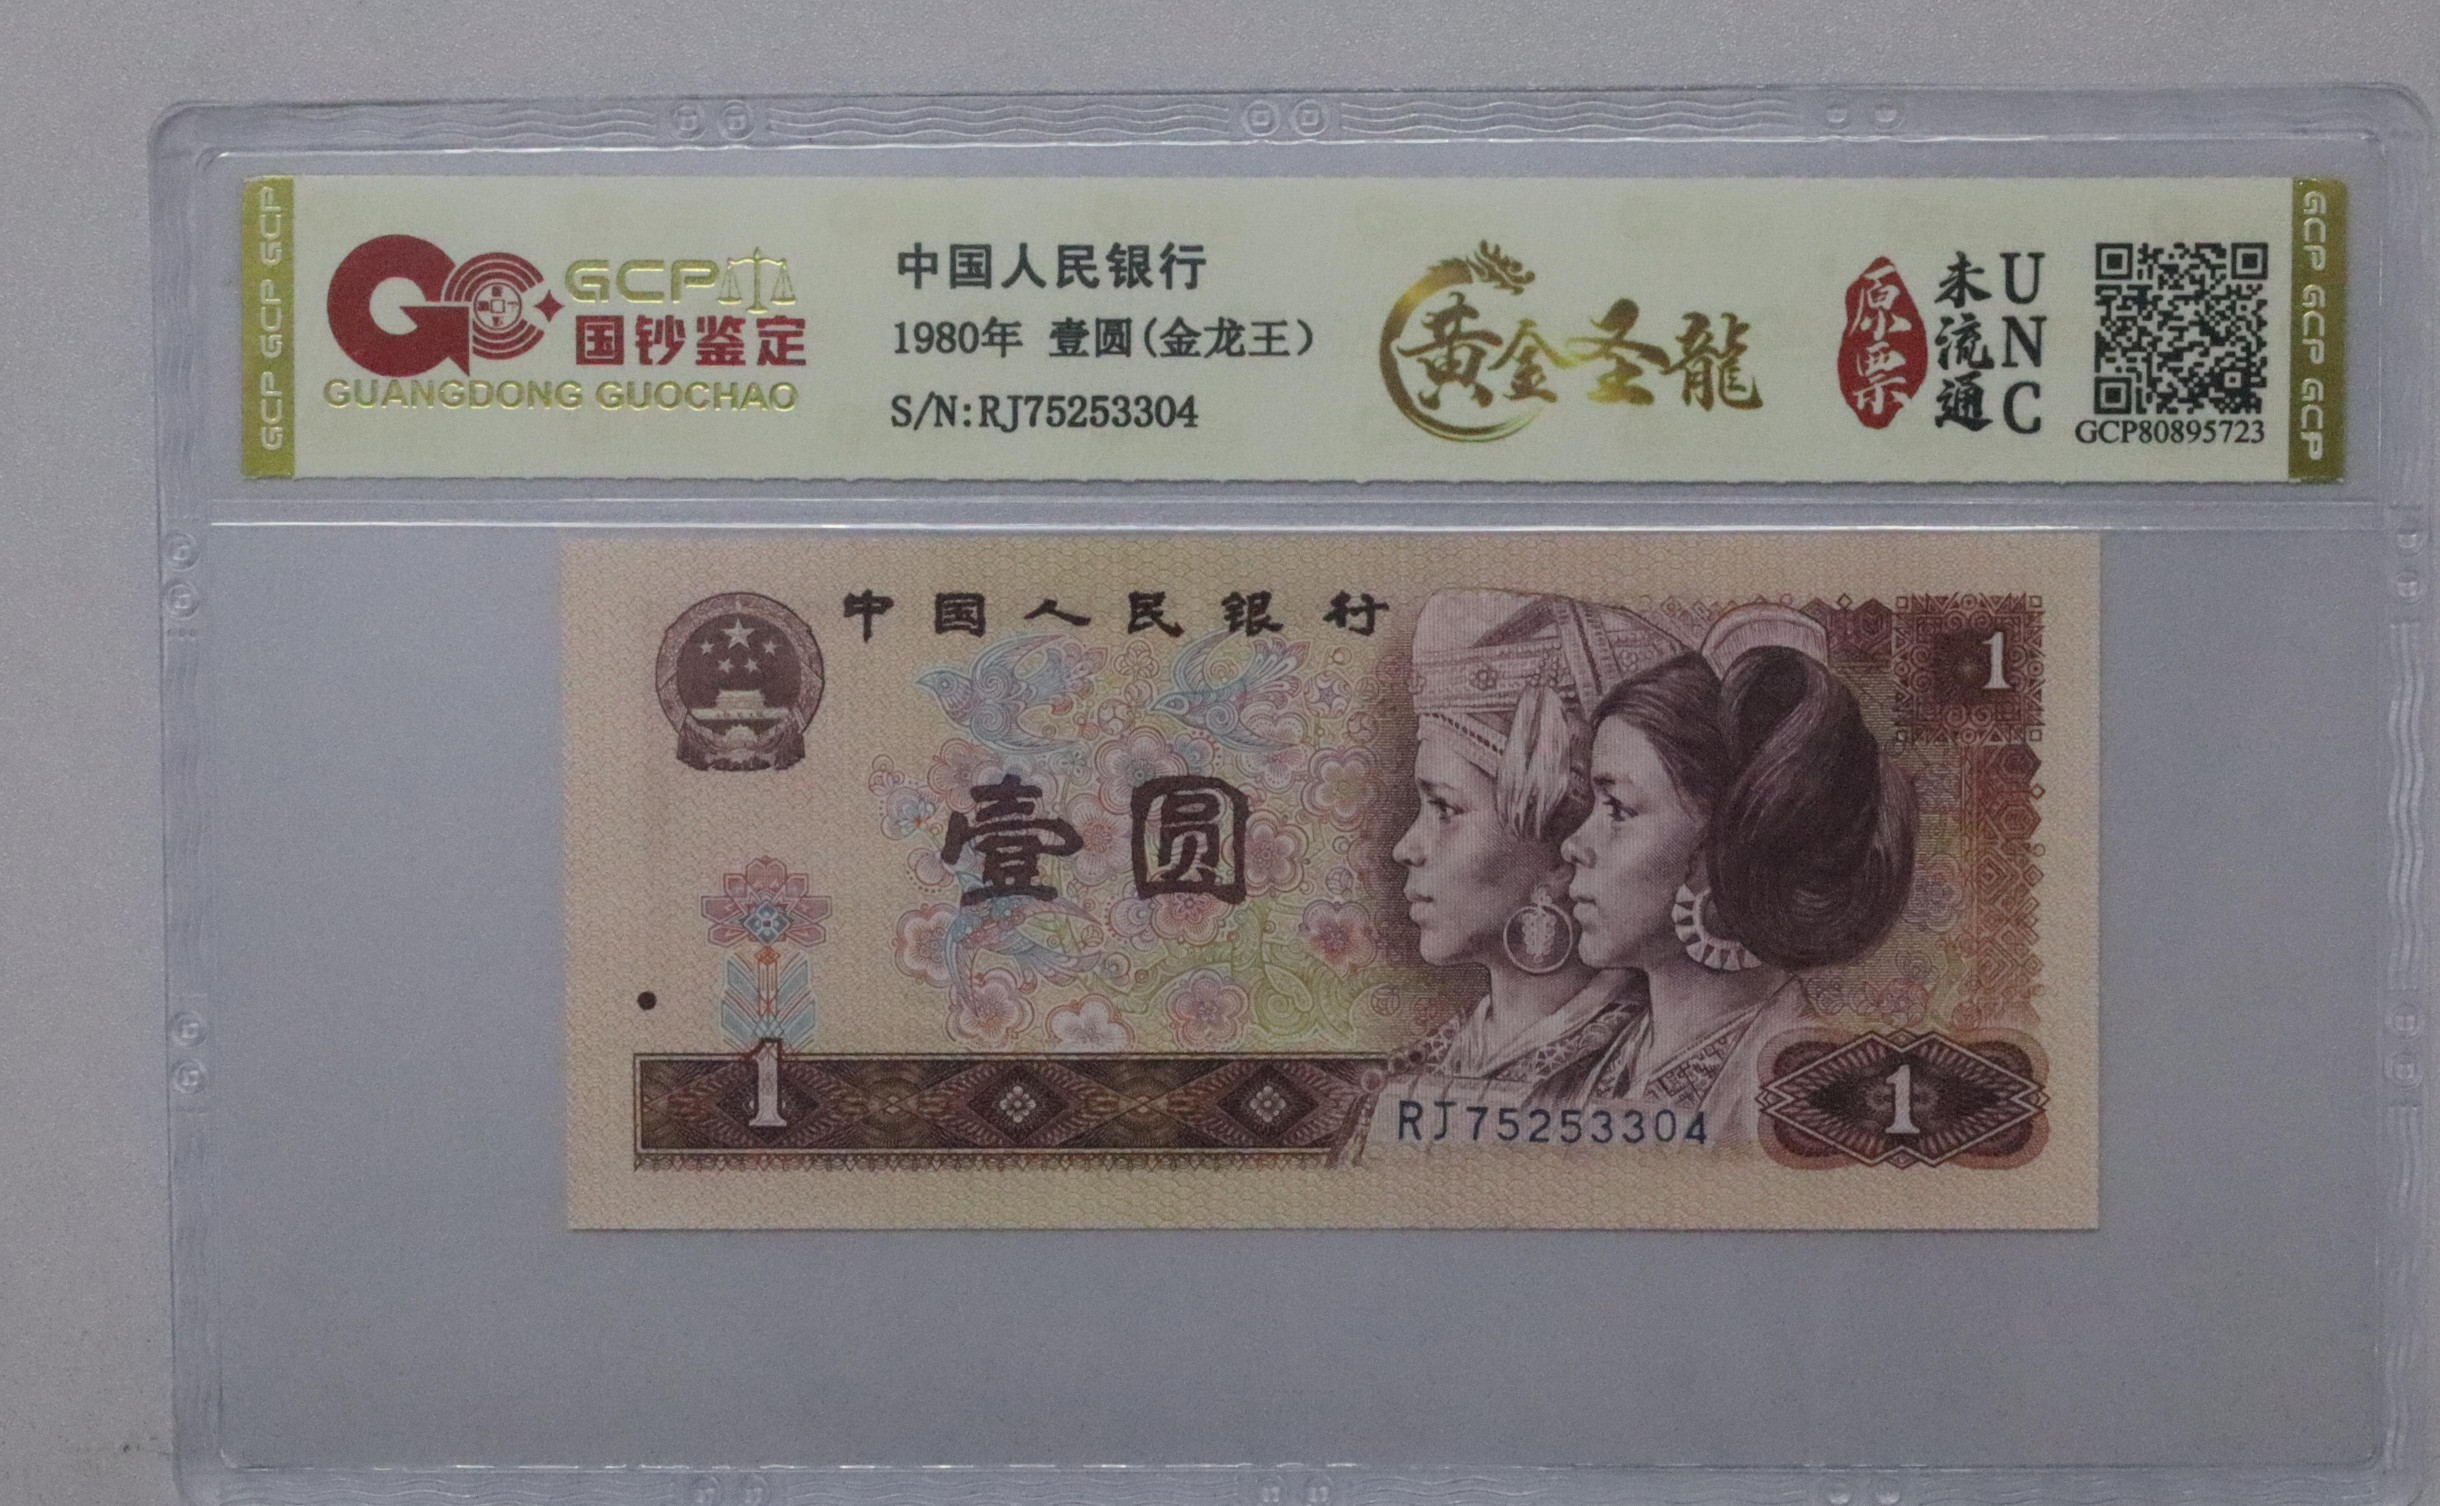 GCP GCP GCP
GCP
国钞鉴定
GUANGDONG GUOCHAO
中国人民银行
1980年 壹圆(金龙王)
S/N:RJ75253304
黄金圣龍
原票
未流通
UNC
GCP80895723
GCP GCP GCP
中国人民银行
1
壹圆
1
RJ75253304
1